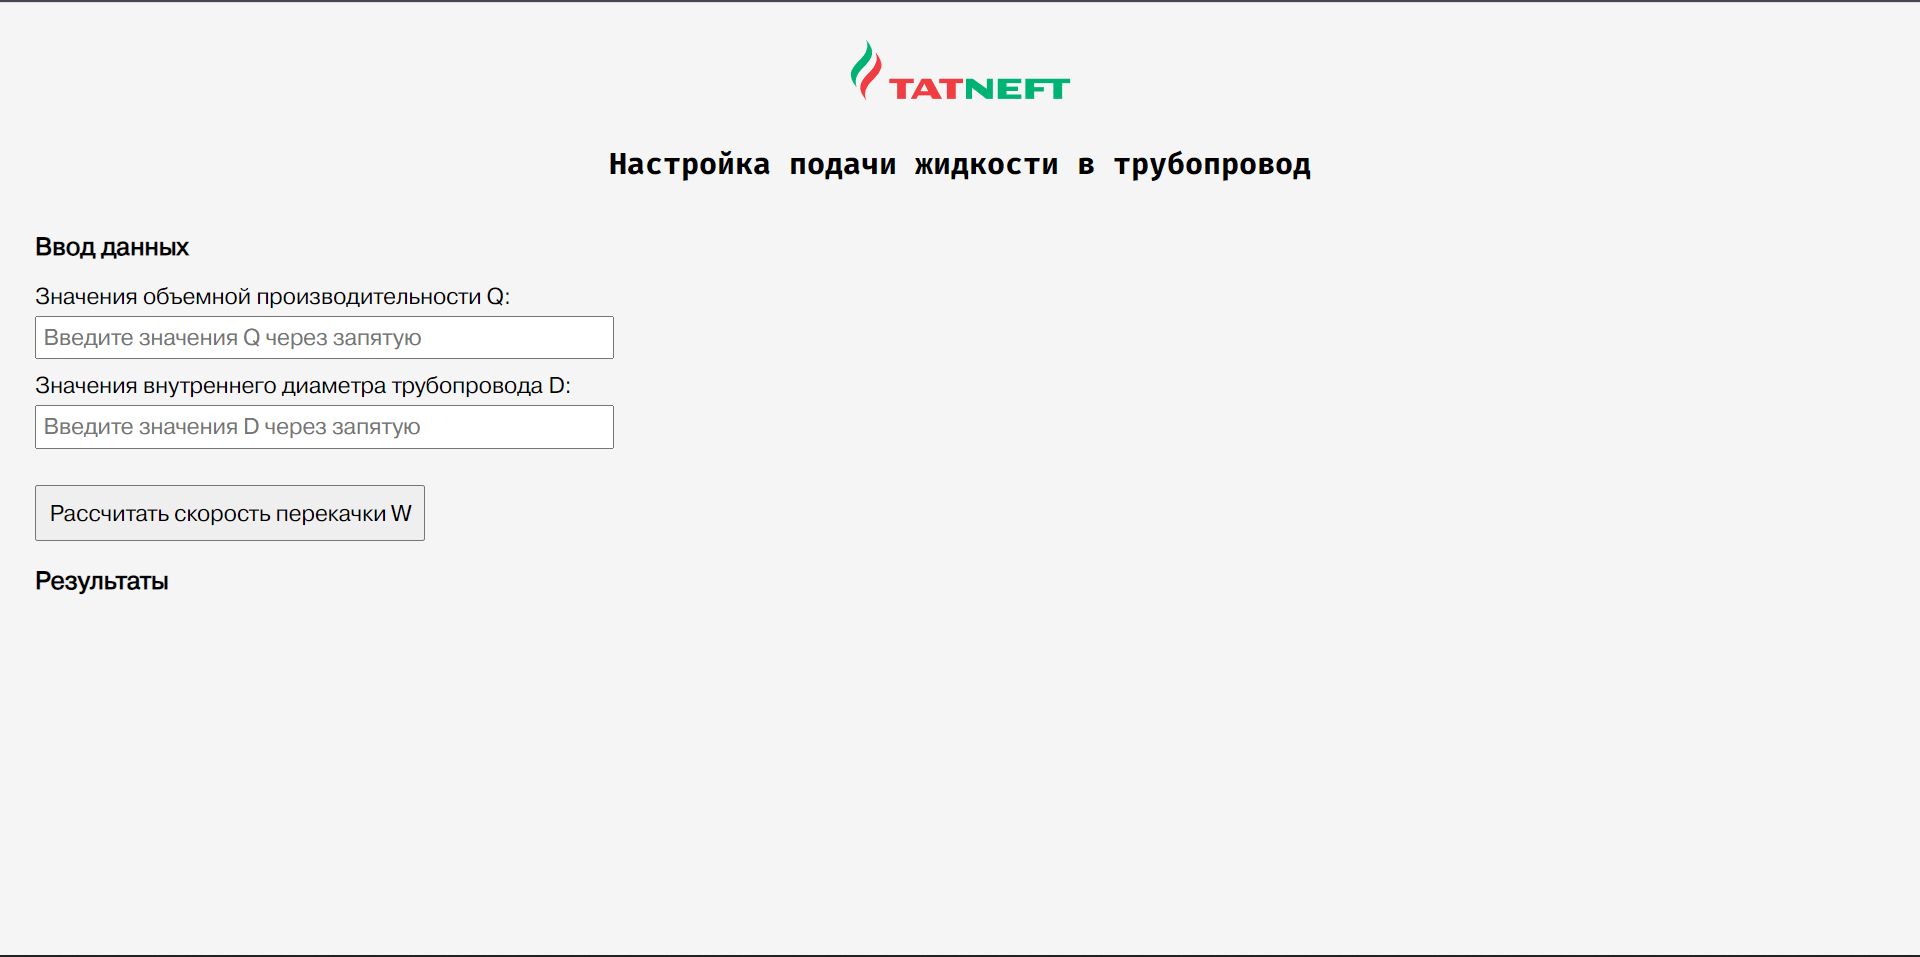 TATNEFT
Настройка подачи жидкости в трубопровод
Ввод данных
Значения объемной производительности Q:
Введите значения Q через запятую
Значения внутреннего диаметра трубопровода D:
Введите значения D через запятую
Рассчитать скорость перекачки W
Результаты